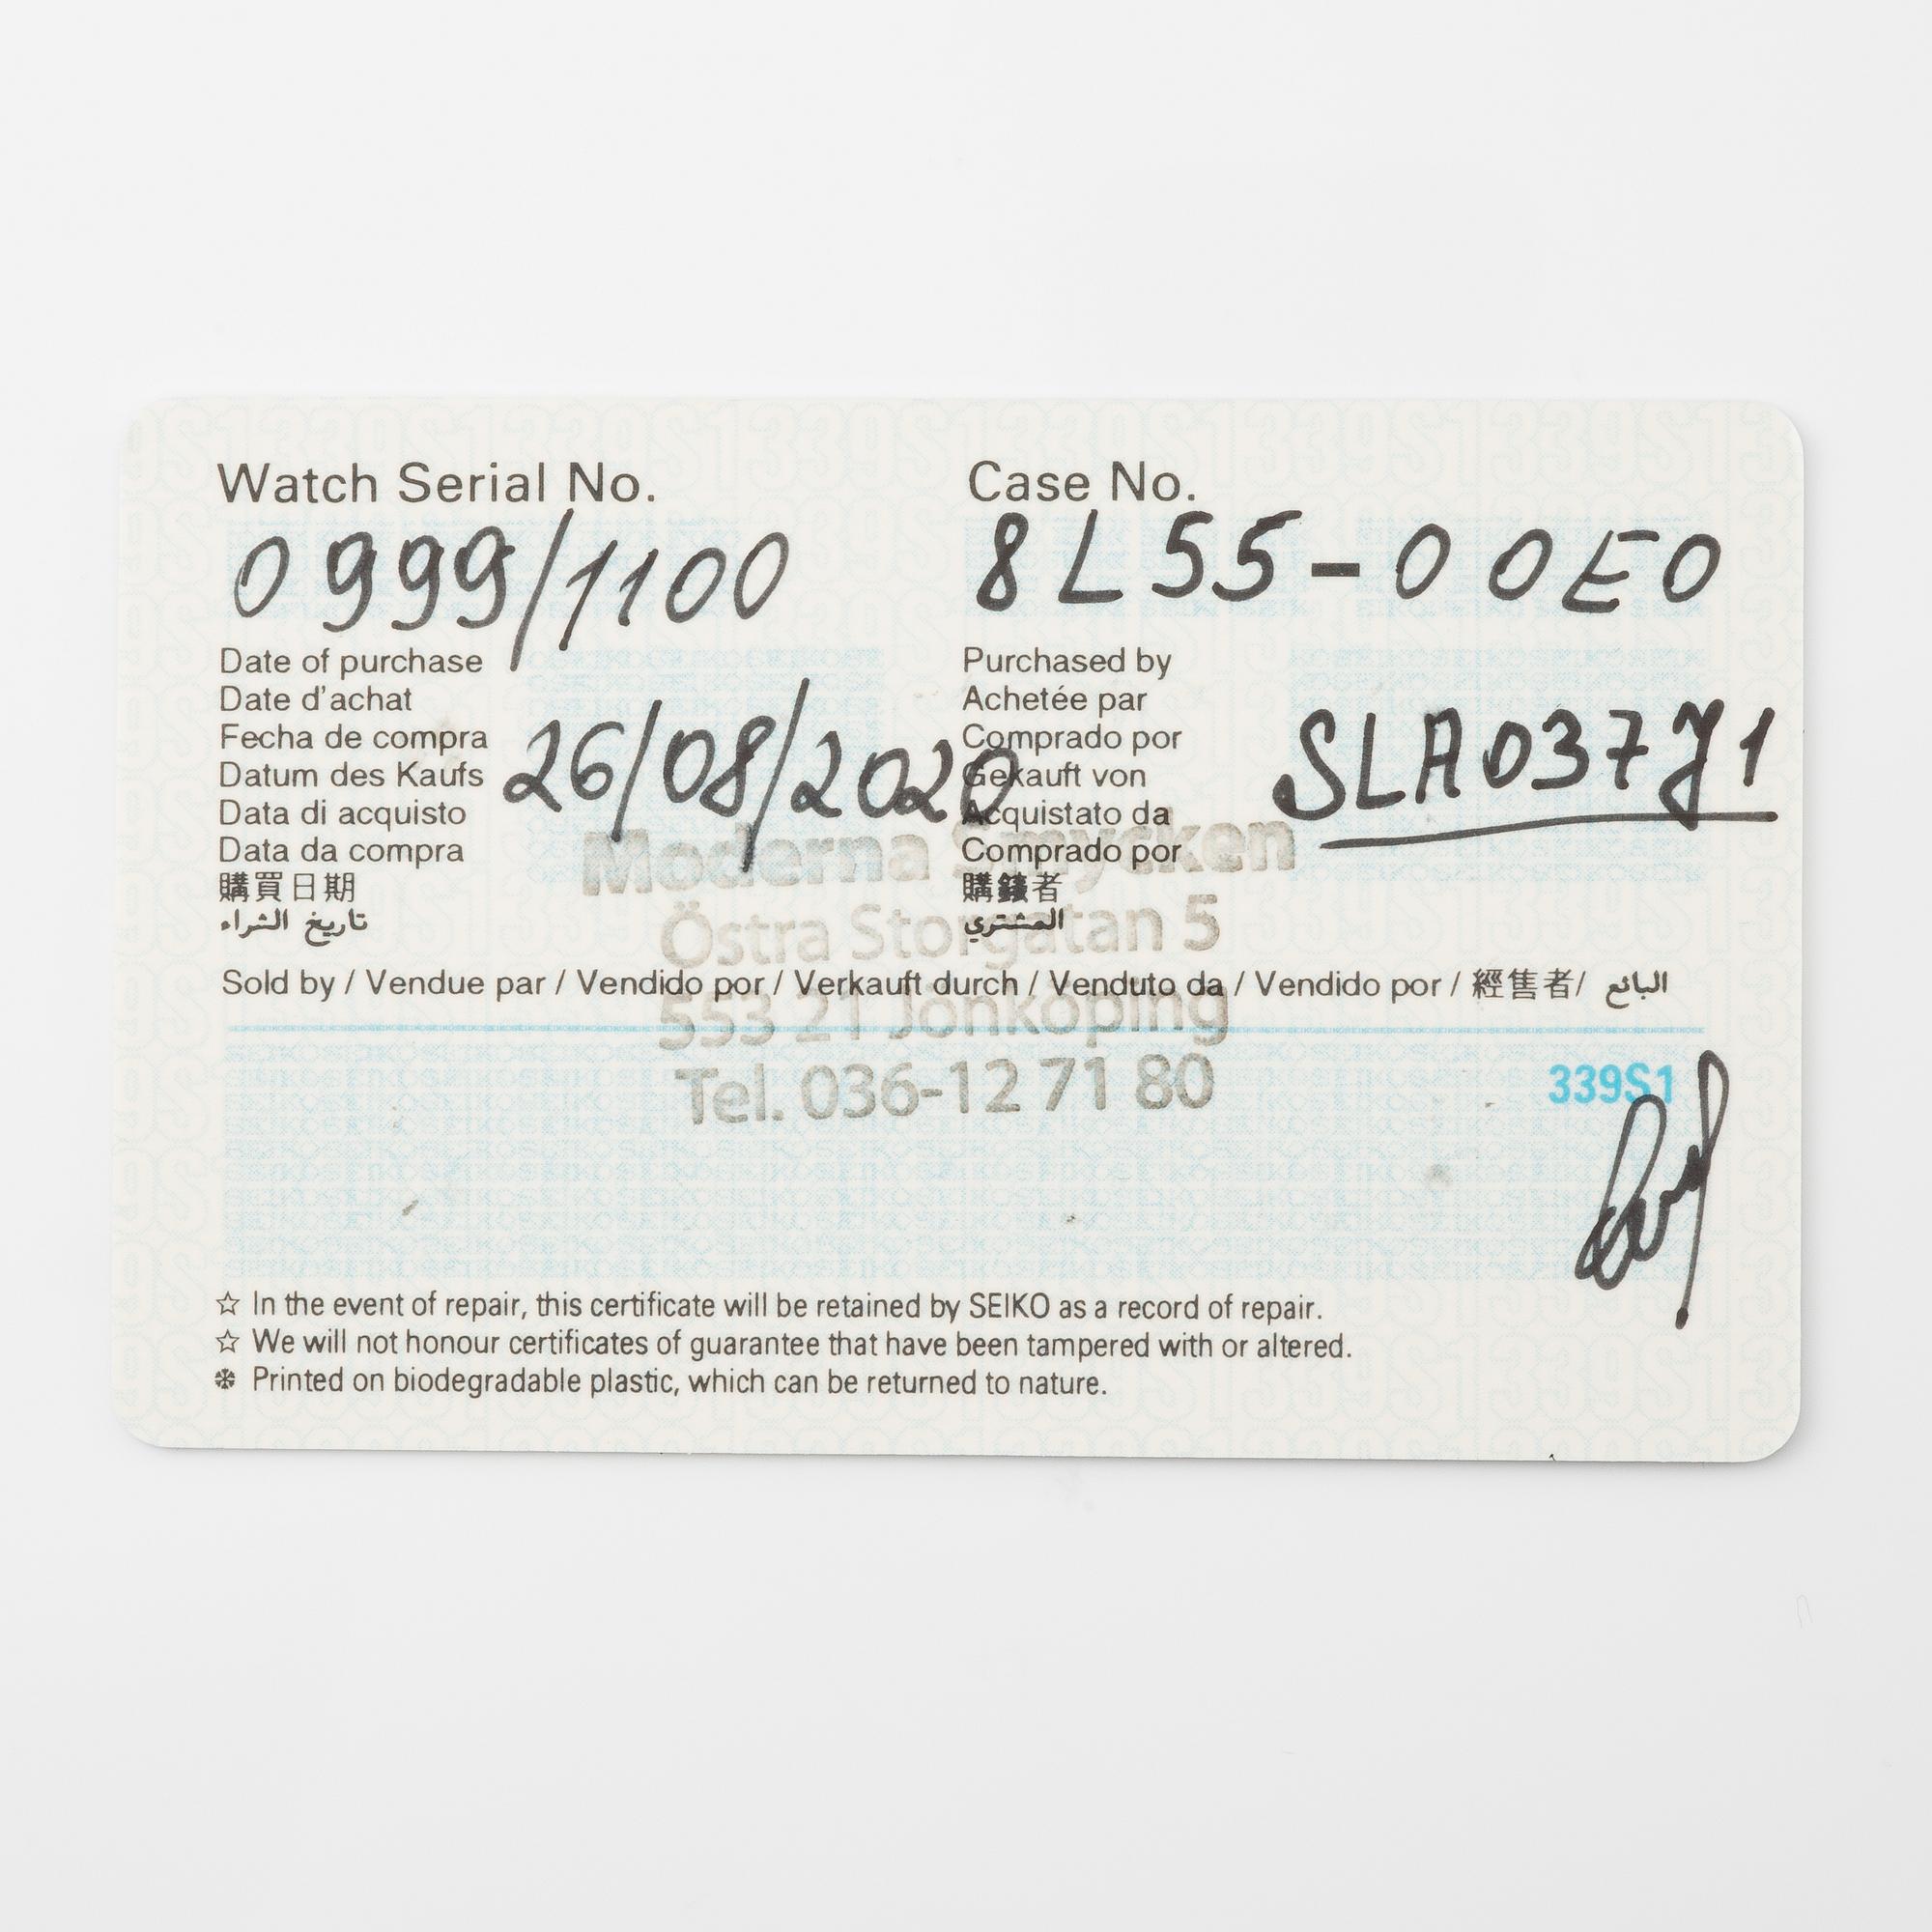 Watch Serial No.
0999/1100
Case No.
8L55-00E0
Date of purchase
Date d'achat
Fecha de compra
Datum des Kaufs
Data di acquisto
Data da compra
購買日期
تاريخ الشراء
26/08/2020
Purchased by
Achetée par
Comprado por
Gekauft von
Acquistato da
Comprado por
購者
المشتري
SLA037J1
Moderna Smycken
Östra Storgatan 5
553 21 Jönköping
Tel. 036-12 71 80
Sold by / Vendue par / Vendido por / Verkauft durch / Venduto da / Vendido por / 經售者/ البائع
339S1
☆ In the event of repair, this certificate will be retained by SEIKO as a record of repair.
☆ We will not honour certificates of guarantee that have been tampered with or altered.
❄ Printed on biodegradable plastic, which can be returned to nature.